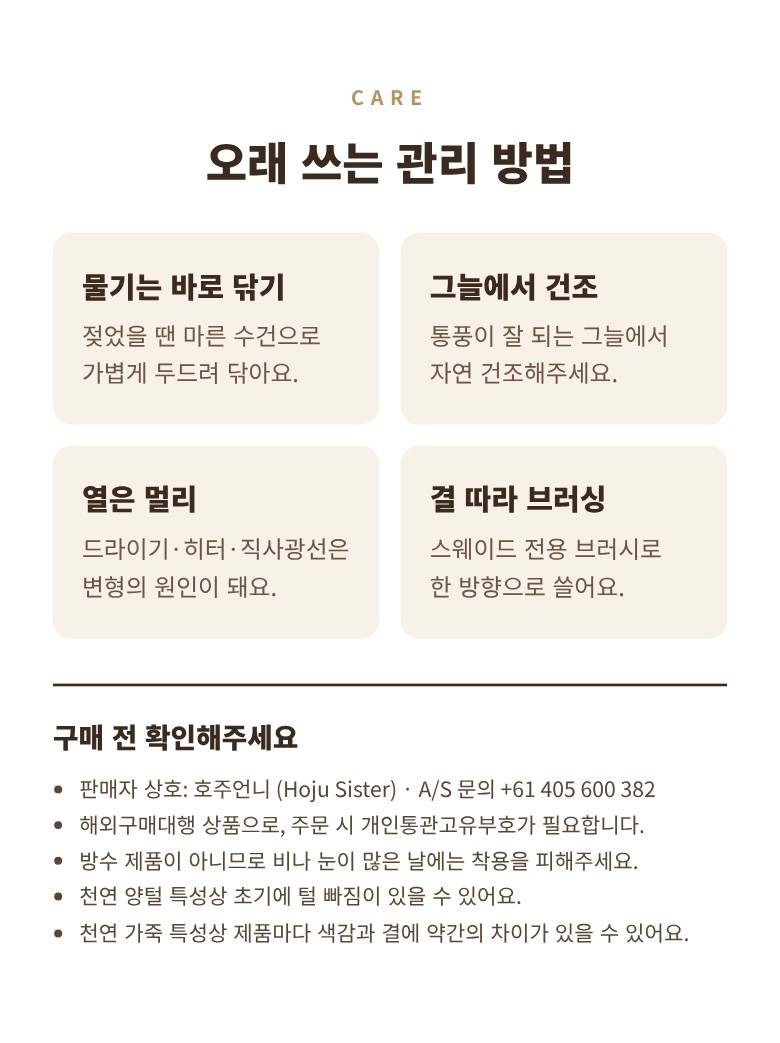 CARE
오래 쓰는 관리 방법
물기는 바로 닦기
젖었을 땐 마른 수건으로
가볍게 두드려 닦아요.
그늘에서 건조
통풍이 잘 되는 그늘에서
자연 건조해주세요.
열은 멀리
드라이기·히터·직사광선은
변형의 원인이 돼요.
결 따라 브러싱
스웨이드 전용 브러시로
한 방향으로 쓸어요.
구매 전 확인해주세요
• 판매자 상호: 호주언니 (Hoju Sister) · A/S 문의 +61 405 600 382
• 해외구매대행 상품으로, 주문 시 개인통관고유부호가 필요합니다.
• 방수 제품이 아니므로 비나 눈이 많은 날에는 착용을 피해주세요.
• 천연 양털 특성상 초기에 털 빠짐이 있을 수 있어요.
• 천연 가죽 특성상 제품마다 색감과 결에 약간의 차이가 있을 수 있어요.